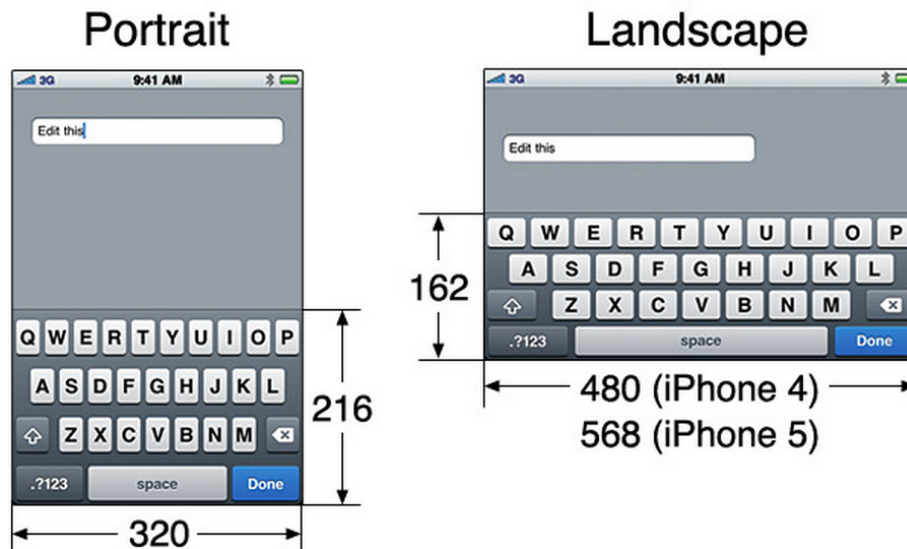 Portrait
3G 9:41 AM
Edit this
Q W E R T Y U I O P
A S D F G H J K L
Z X C V B N M
.?123 space Done
216
320
Landscape
3G 9:41 AM
Edit this
Q W E R T Y U I O P
A S D F G H J K L
Z X C V B N M
.?123 space Done
162
480 (iPhone 4)
568 (iPhone 5)